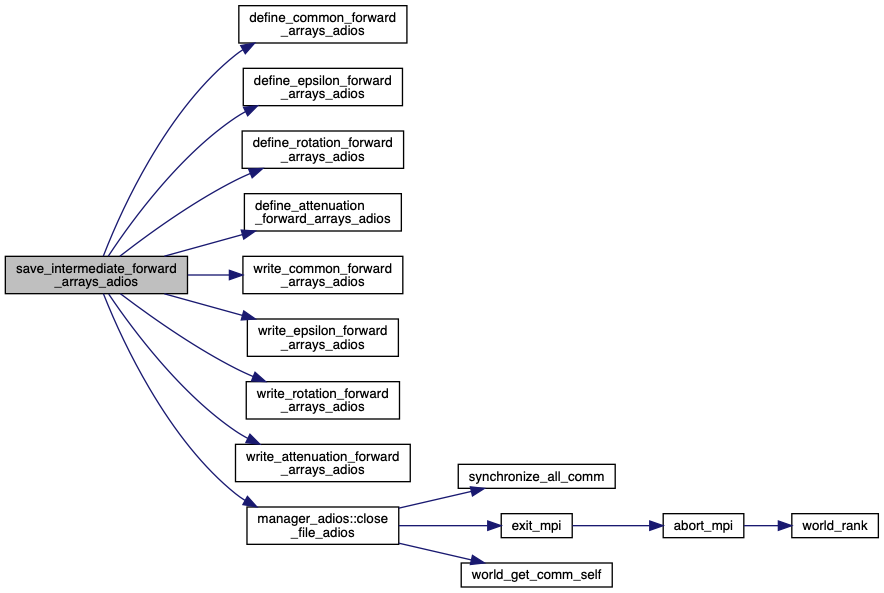 define_common_forward
_arrays_adios
define_epsilon_forward
_arrays_adios
define_rotation_forward
_arrays_adios
define_attenuation
_forward_arrays_adios
save_intermediate_forward
_arrays_adios
write_common_forward
_arrays_adios
write_epsilon_forward
_arrays_adios
write_rotation_forward
_arrays_adios
write_attenuation_forward
_arrays_adios
manager_adios::close
_file_adios
synchronize_all_comm
exit_mpi
abort_mpi
world_rank
world_get_comm_self